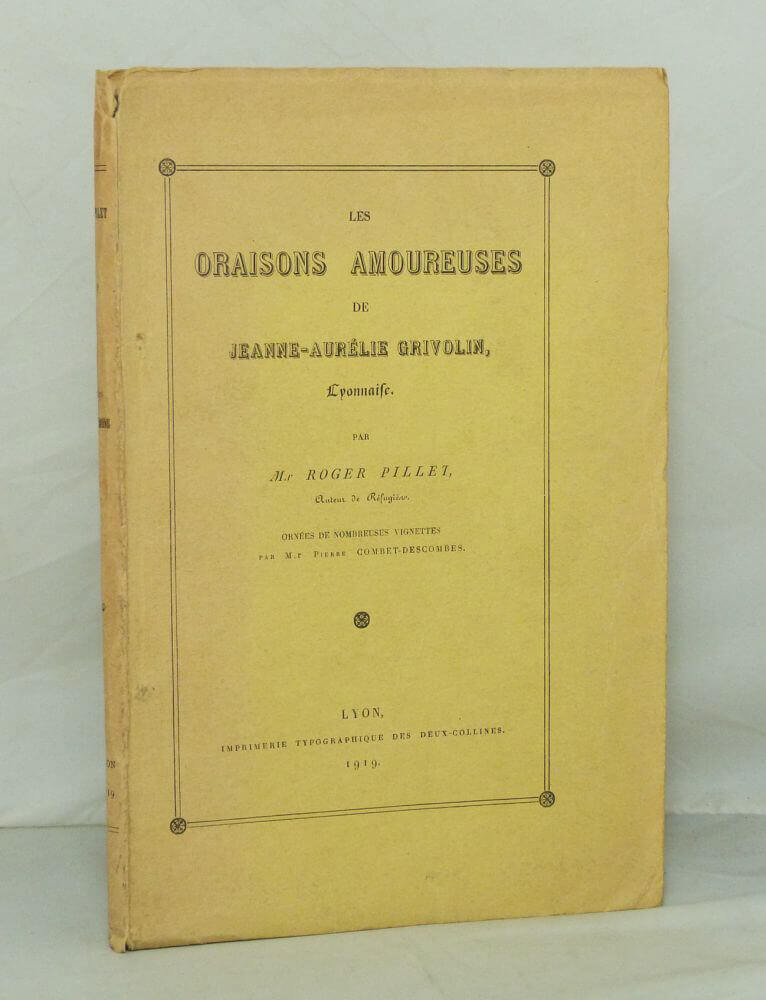 LES
ORAISONS AMOUREUSES
DE
JEANNE-AURÉLIE GRIVOLIN,
Lyonnaiſe.
PAR
M.r ROGER PILLET,
Auteur de Réfugiés.
ORNÉES DE NOMBREUSES VIGNETTES
PAR M.r PIERRE COMBET-DESCOMBES.
LYON,
IMPRIMERIE TYPOGRAPHIQUE DES DEUX-COLLINES.
1919.